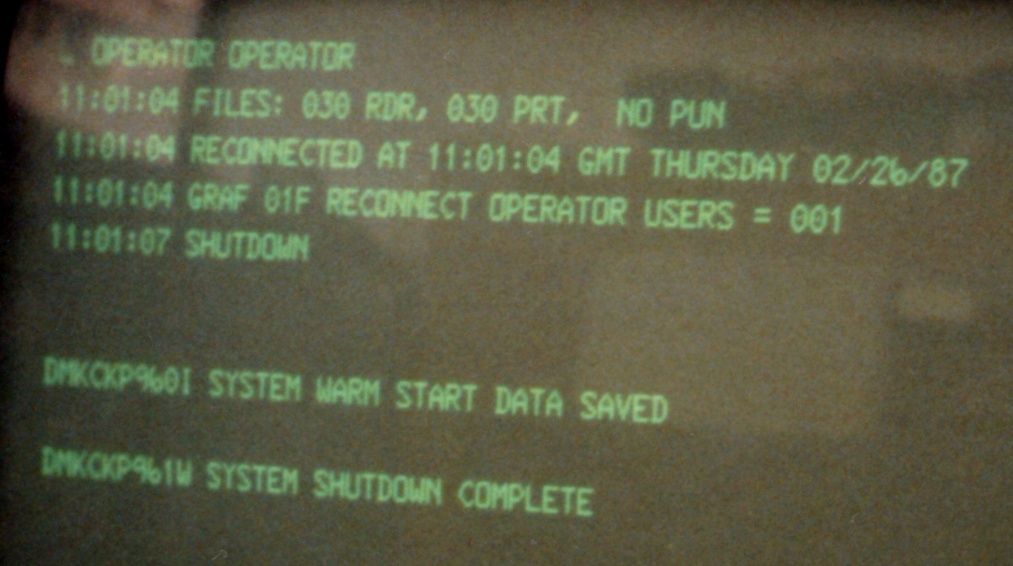 L OPERATOR OPERATOR
11:01:04 FILES: 030 RDR, 030 PRT, NO PUN
11:01:04 RECONNECTED AT 11:01:04 GMT THURSDAY 02/26/87
11:01:04 GRAF 01F RECONNECT OPERATOR USERS = 001
11:01:07 SHUTDOWN
DMKCKP960I SYSTEM WARM START DATA SAVED
DMKCKP961W SYSTEM SHUTDOWN COMPLETE